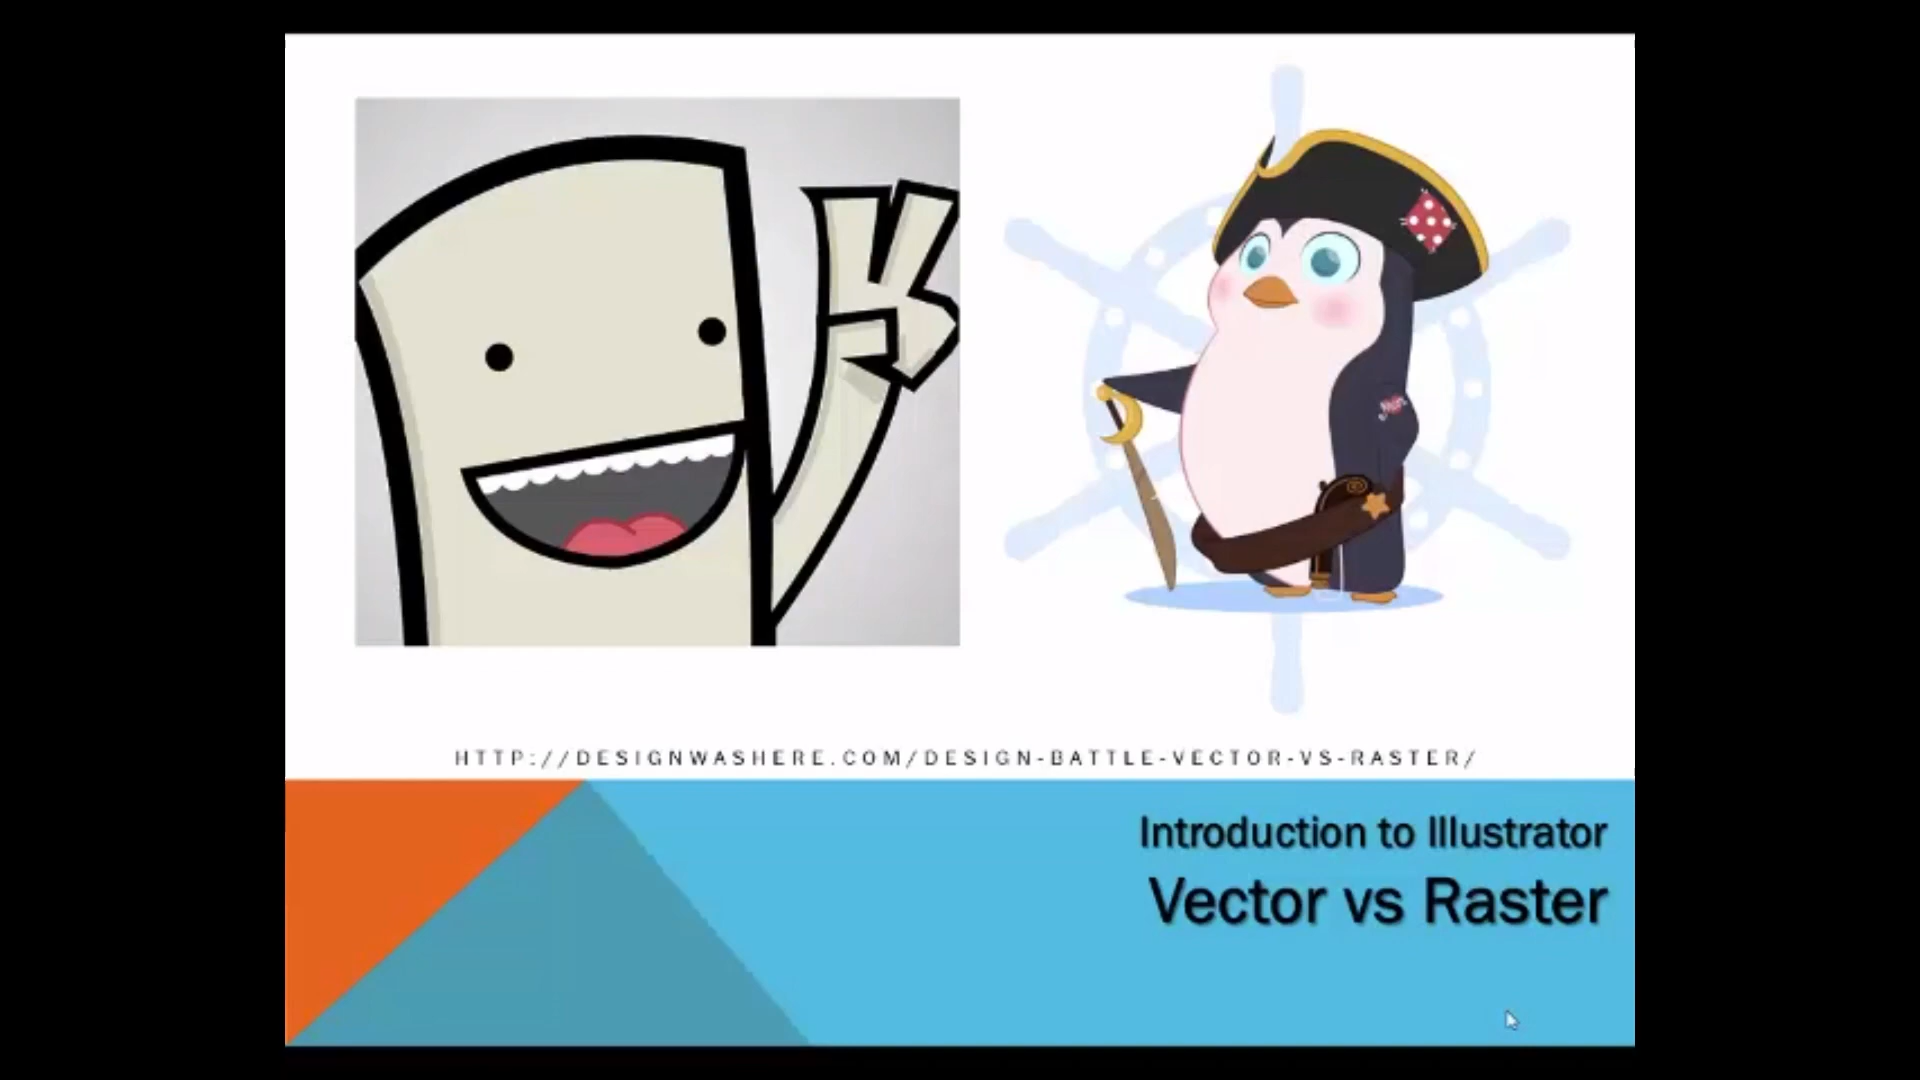 HTTP://DESIGNWASHERE.COM/DESIGN-BATTLE-VECTOR-VS-RASTER/
Introduction to Illustrator
Vector vs Raster